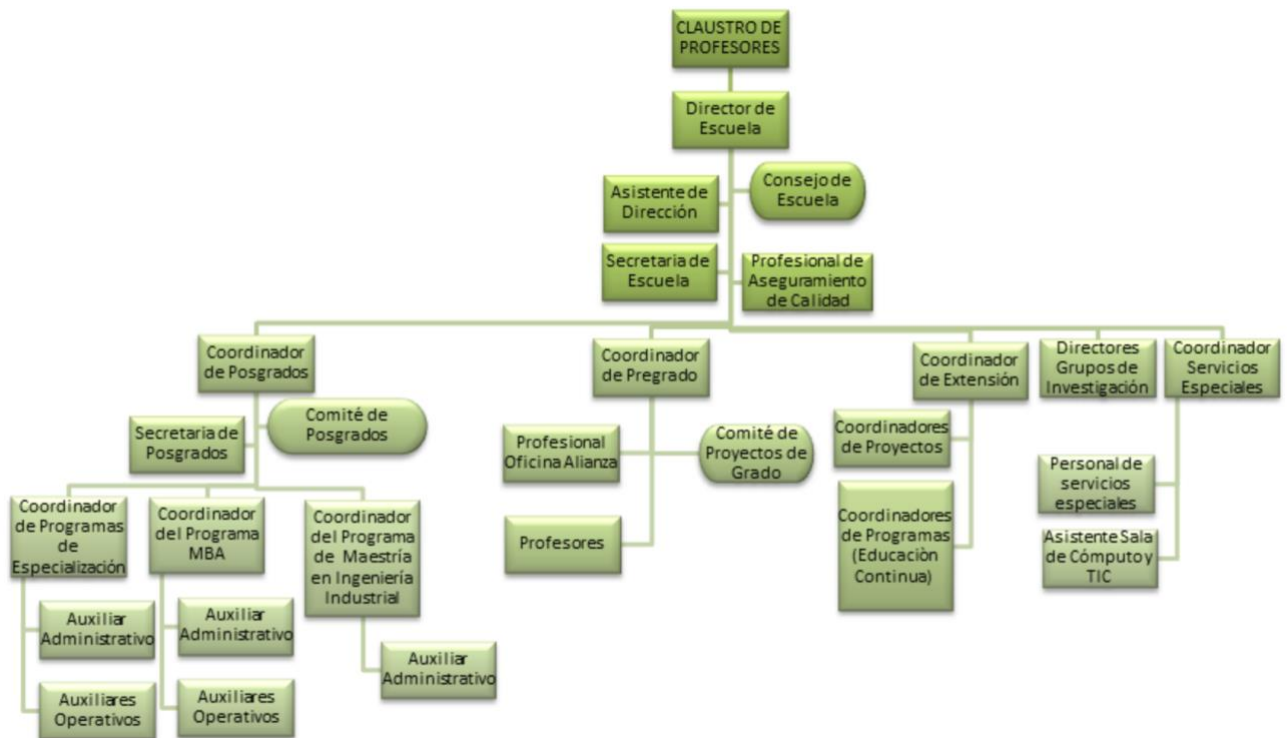 CLAUSTRO DE
PROFESORES
Director de
Escuela
Asistente de
Dirección
Consejo de
Escuela
Secretaria de
Escuela
Profesional de
Aseguramiento
de Calidad
Coordinador
de Posgrados
Coordinador
de Pregrado
Coordinador
de Extensión
Directores
Grupos de
Investigación
Coordinador
Servicios
Especiales
Secretaria de
Posgrados
Comité de
Posgrados
Profesional
Oficina Alianza
Comité de
Proyectos de
Grado
Profesores
Coordinadores
de Proyectos
Coordinadores
de Programas
(Educaciòn
Continua)
Personal de
servicios
especiales
Asistente Sala
de Cómputo y
TIC
Coordinador
de Programas
de
Especialización
Coordinador
del Programa
MBA
Coordinador
del Programa
de Maestría
en Ingeniería
Industrial
Auxiliar
Administrativo
Auxiliares
Operativos
Auxiliar
Administrativo
Auxiliares
Operativos
Auxiliar
Administrativo